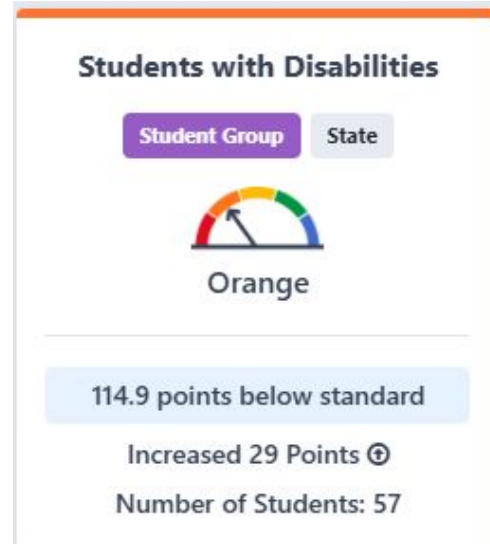 Students with Disabilities
Student Group State
Orange
114.9 points below standard
Increased 29 Points
Number of Students: 57